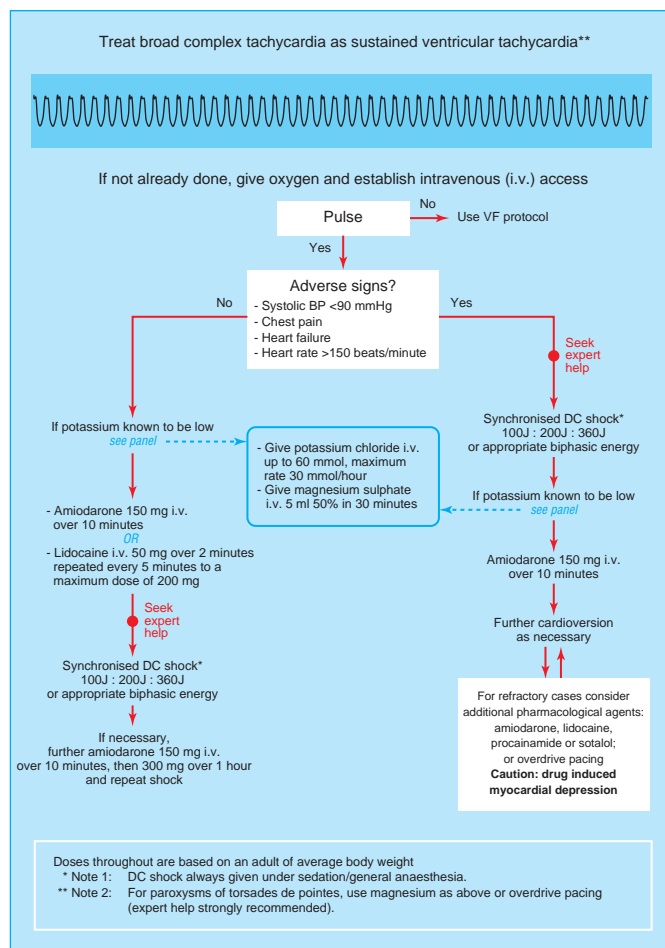 Treat broad complex tachycardia as sustained ventricular tachycardia**
If not already done, give oxygen and establish intravenous (i.v.) access
Pulse
No
Use VF protocol
Yes
Adverse signs?
- Systolic BP <90 mmHg
- Chest pain
- Heart failure
- Heart rate >150 beats/minute
No
Yes
If potassium known to be low
see panel
- Give potassium chloride i.v.
up to 60 mmol, maximum
rate 30 mmol/hour
- Give magnesium sulphate
i.v. 5 ml 50% in 30 minutes
- Amiodarone 150 mg i.v.
over 10 minutes
OR
- Lidocaine i.v. 50 mg over 2 minutes
repeated every 5 minutes to a
maximum dose of 200 mg
Seek
expert
help
Synchronised DC shock*
100J : 200J : 360J
or appropriate biphasic energy
If necessary,
further amiodarone 150 mg i.v.
over 10 minutes, then 300 mg over 1 hour
and repeat shock
Seek
expert
help
Synchronised DC shock*
100J : 200J : 360J
or appropriate biphasic energy
If potassium known to be low
see panel
Amiodarone 150 mg i.v.
over 10 minutes
Further cardioversion
as necessary
For refractory cases consider
additional pharmacological agents:
amiodarone, lidocaine,
procainamide or sotalol;
or overdrive pacing
Caution: drug induced
myocardial depression
Doses throughout are based on an adult of average body weight
* Note 1: DC shock always given under sedation/general anaesthesia.
** Note 2: For paroxysms of torsades de pointes, use magnesium as above or overdrive pacing
(expert help strongly recommended).